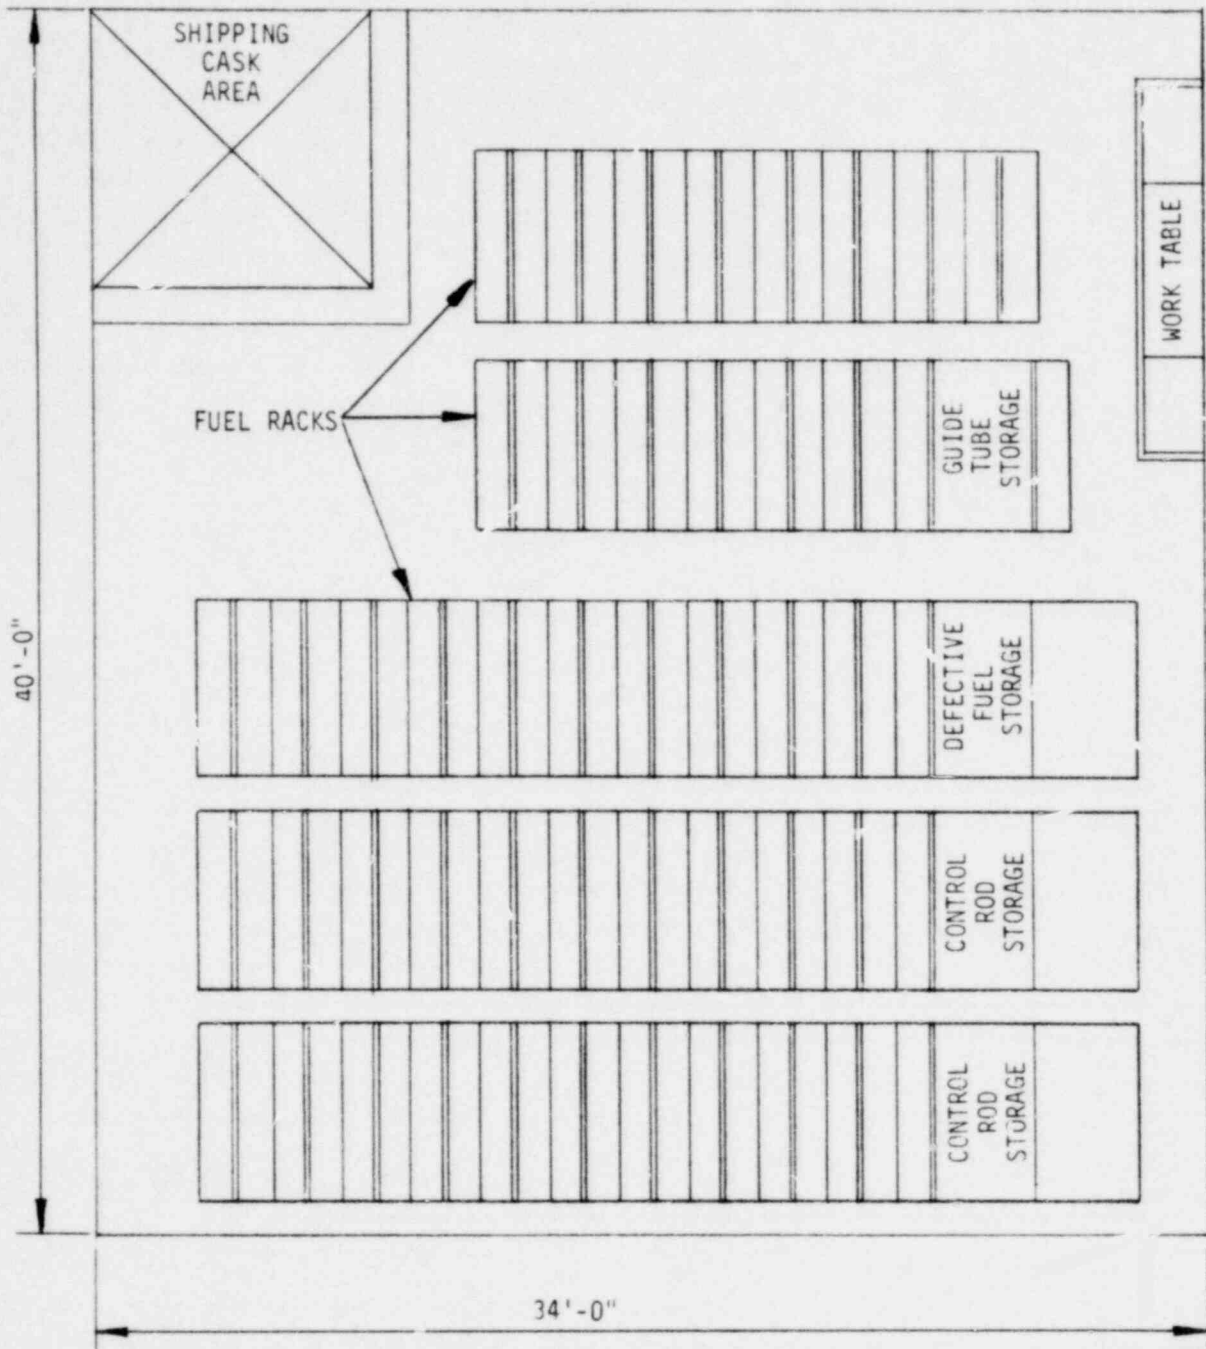 SHIPPING
CASK
AREA
WORK TABLE
FUEL RACKS
GUIDE
TUBE
STORAGE
40'-0"
DEFECTIVE
FUEL
STORAGE
CONTROL
ROD
STORAGE
CONTROL
ROD
STORAGE
34'-0"